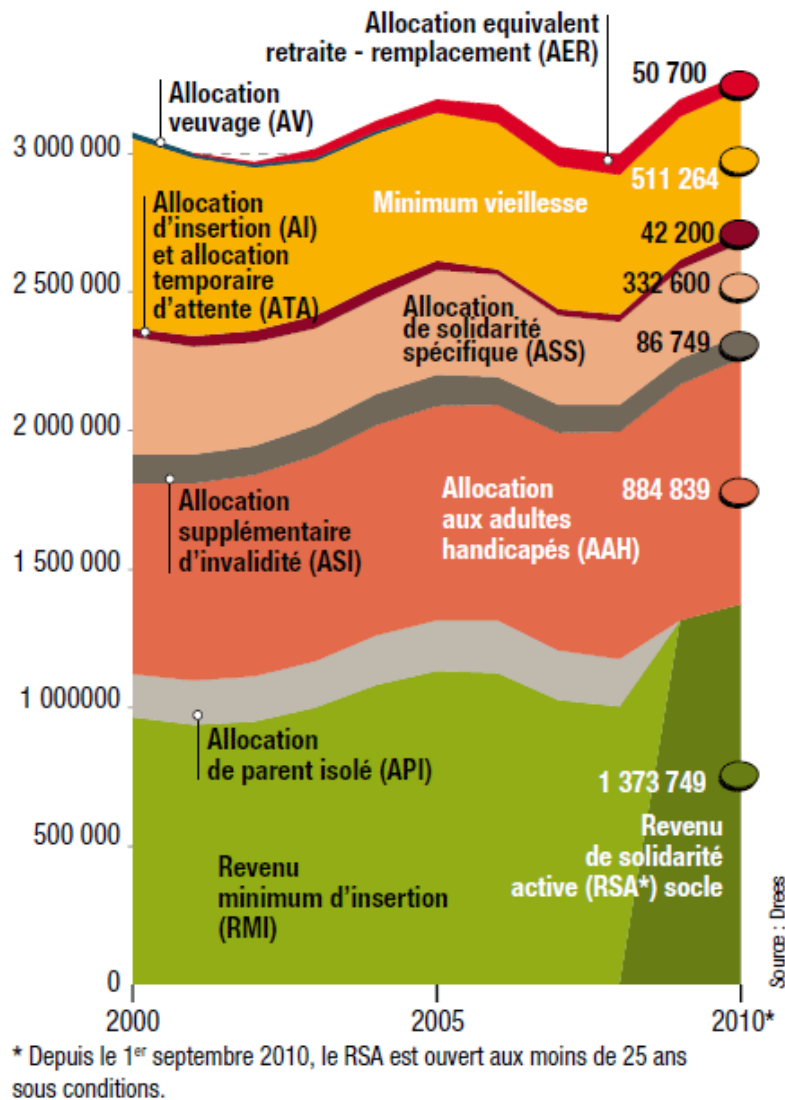 Allocation equivalent
retraite - remplacement (AER)
50 700
Allocation
veuvage (AV)
3 000 000
511 264
Allocation
d'insertion (AI)
et allocation
temporaire
d'attente (ATA)
Minimum vieillesse
42 200
2 500 000
332 600
Allocation
de solidarité
spécifique (ASS)
86 749
2 000 000
Allocation
supplémentaire
d'invalidité (ASI)
Allocation
aux adultes
handicapés (AAH)
884 839
1 500 000
1 000000
Allocation
de parent isolé (API)
1 373 749
500 000
Revenu
minimum d'insertion
(RMI)
Revenu
de solidarité
active (RSA*) socle
Source : Drees
0
2000
2005
2010*
* Depuis le 1er septembre 2010, le RSA est ouvert aux moins de 25 ans
sous conditions.